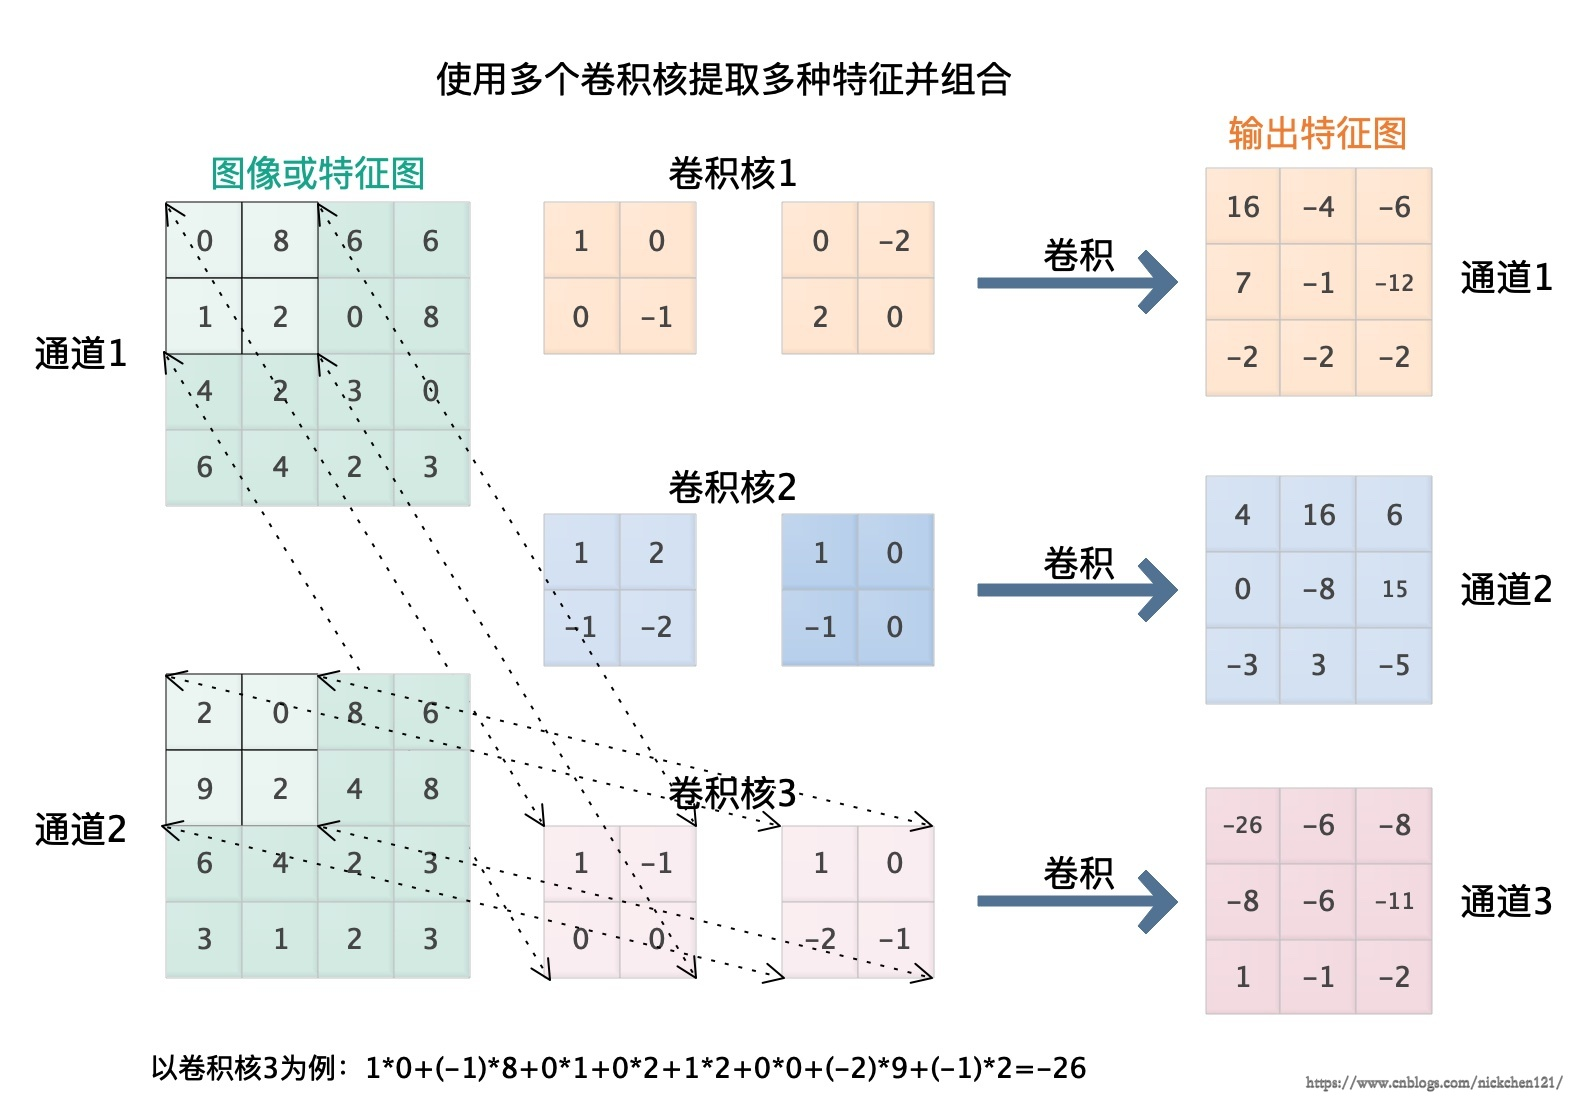 使用多个卷积核提取多种特征并组合
图像或特征图
卷积核1
输出特征图
通道1
0 8 6 6
1 2 0 8
4 2 3 0
6 4 2 3
1 0
0 -1
0 -2
2 0
卷积
16 -4 -6
7 -1 -12
-2 -2 -2
通道1
卷积核2
1 2
-1 -2
1 0
-1 0
卷积
4 16 6
0 -8 15
-3 3 -5
通道2
通道2
2 0 8 6
9 2 4 8
6 4 2 3
3 1 2 3
卷积核3
1 -1
0 0
1 0
-2 -1
卷积
-26 -6 -8
-8 -6 -11
1 -1 -2
通道3
以卷积核3为例：1*0+(-1)*8+0*1+0*2+1*2+0*0+(-2)*9+(-1)*2=-26
https://www.cnblogs.com/nickchen121/